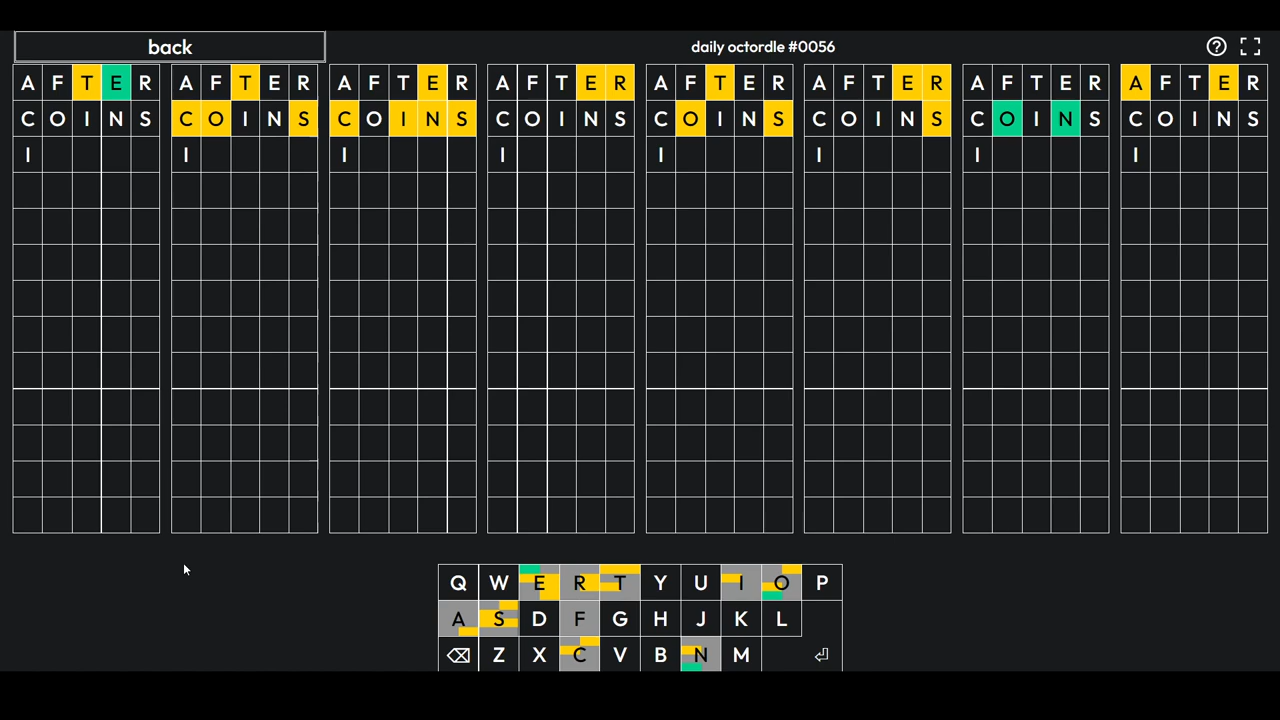 back daily octordle #0056
A F T E R A F T E R A F T E R A F T E R A F T E R A F T E R A F T E R A F T E R
C O I N S C O I N S C O I N S C O I N S C O I N S C O I N S C O I N S C O I N S
I I I I I I I I
Q W E R T Y U I O P
A S D F G H J K L
Z X C V B N M